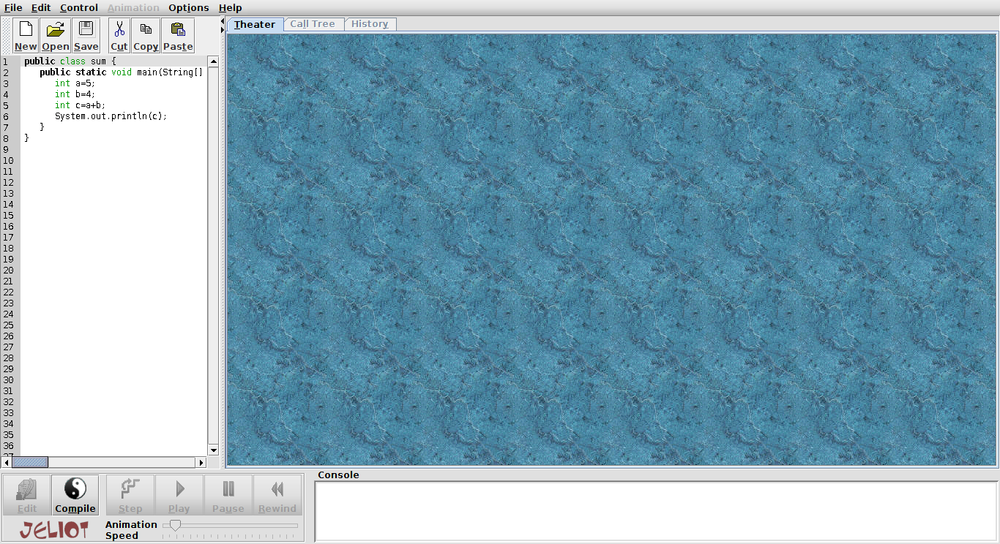 File Edit Control Animation Options Help
New Open Save Cut Copy Paste
Theater Call Tree History
1 public class sum {
2 public static void main(String[]
3 int a=5;
4 int b=4;
5 int c=a+b;
6 System.out.println(c);
7 }
8 }
9
10
11
12
13
14
15
16
17
18
19
20
21
22
23
24
25
26
27
28
29
30
31
32
33
34
35
36
37
Edit Compile Step Play Pause Rewind
JELIOT
Animation
Speed
Console